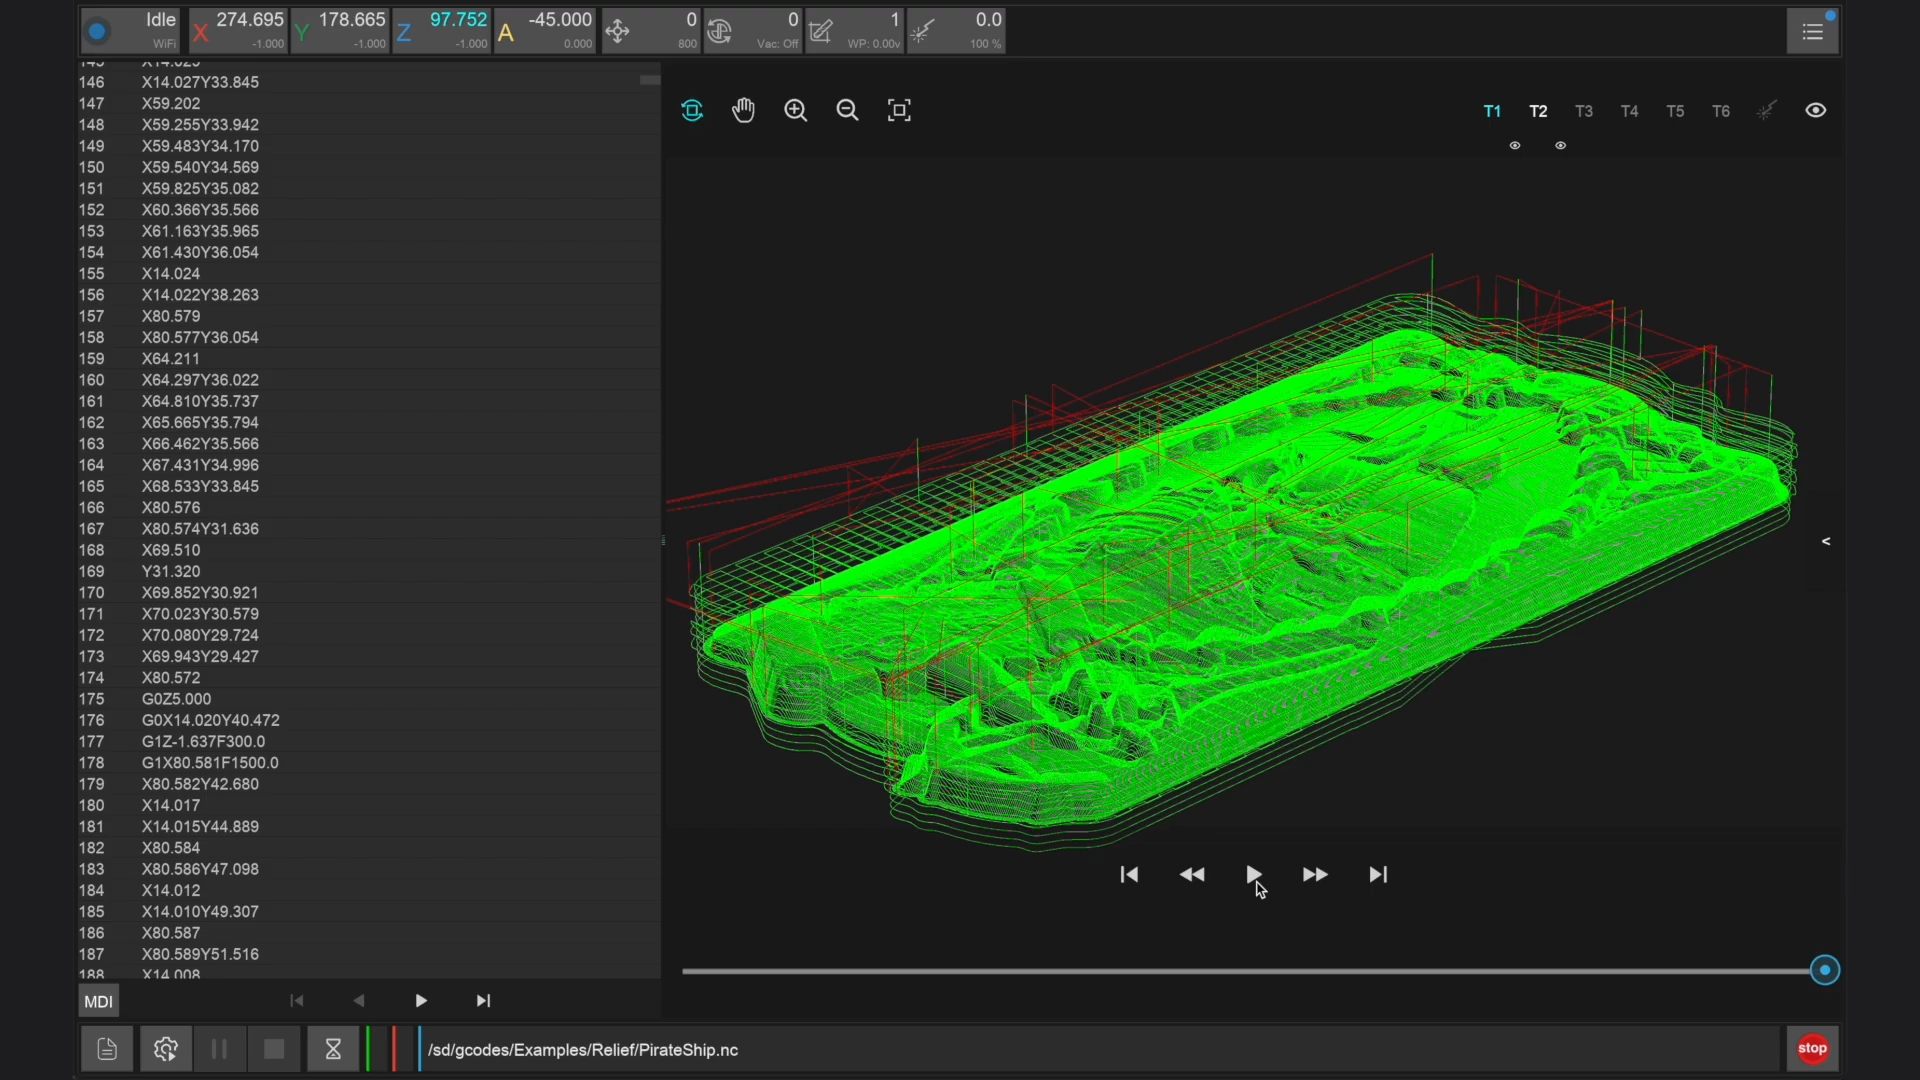 Idle
WiFi
X 274.695
-1.000
Y 178.665
-1.000
Z 97.752
-1.000
A -45.000
0.000
0
800
0
Vac: Off
1
WP: 0.00v
0.0
100 %
145 X14.029
146 X14.027Y33.845
147 X59.202
148 X59.255Y33.942
149 X59.483Y34.170
150 X59.540Y34.569
151 X59.825Y35.082
152 X60.366Y35.566
153 X61.163Y35.965
154 X61.430Y36.054
155 X14.024
156 X14.022Y38.263
157 X80.579
158 X80.577Y36.054
159 X64.211
160 X64.297Y36.022
161 X64.810Y35.737
162 X65.665Y35.794
163 X66.462Y35.566
164 X67.431Y34.996
165 X68.533Y33.845
166 X80.576
167 X80.574Y31.636
168 X69.510
169 Y31.320
170 X69.852Y30.921
171 X70.023Y30.579
172 X70.080Y29.724
173 X69.943Y29.427
174 X80.572
175 G0Z5.000
176 G0X14.020Y40.472
177 G1Z-1.637F300.0
178 G1X80.581F1500.0
179 X80.582Y42.680
180 X14.017
181 X14.015Y44.889
182 X80.584
183 X80.586Y47.098
184 X14.012
185 X14.010Y49.307
186 X80.587
187 X80.589Y51.516
188 X14.008
T1 T2 T3 T4 T5 T6
<
MDI
/sd/gcodes/Examples/Relief/PirateShip.nc
stop